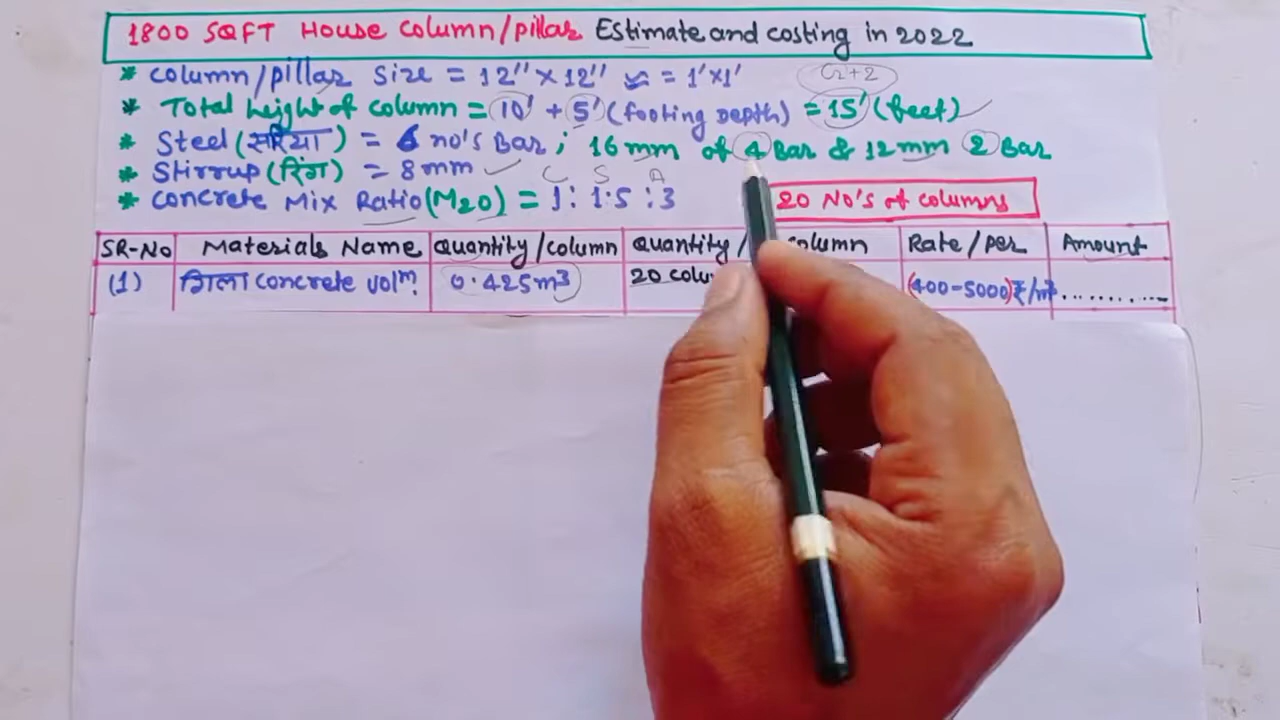 1800 SQFT House Column/pillar Estimate and costing in 2022
* column/pillar Size = 12" x 12" = 1' x 1' G+2
* Total height of column = 10' + 5' (footing Depth) = 15' (feet)
* Steel (सरिया) = 6 no's Bar ; 16 mm of 4 Bar & 12 mm 2 Bar
* Stirrup (रिंग) = 8 mm C S A
* Concrete Mix Ratio (M20) = 1 : 1.5 : 3 20 No's of columns
SR-No Materials Name Quantity/column Quantity/ column Rate/Per Amount
(1) गिला concrete volm. 0.425m³ 20 (400-5000)₹/m³ ............